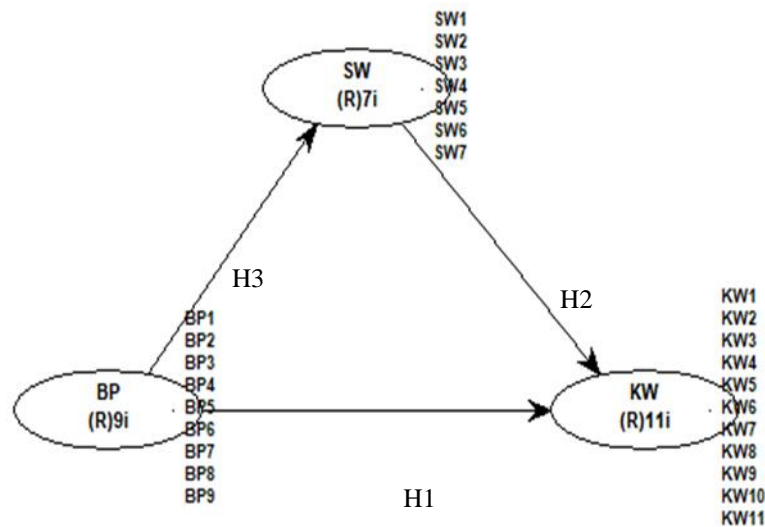 SW
(R)7i
SW1
SW2
SW3
SW4
SW5
SW6
SW7
H3
H2
BP
(R)9i
BP1
BP2
BP3
BP4
BP5
BP6
BP7
BP8
BP9
H1
KW
(R)11i
KW1
KW2
KW3
KW4
KW5
KW6
KW7
KW8
KW9
KW10
KW11